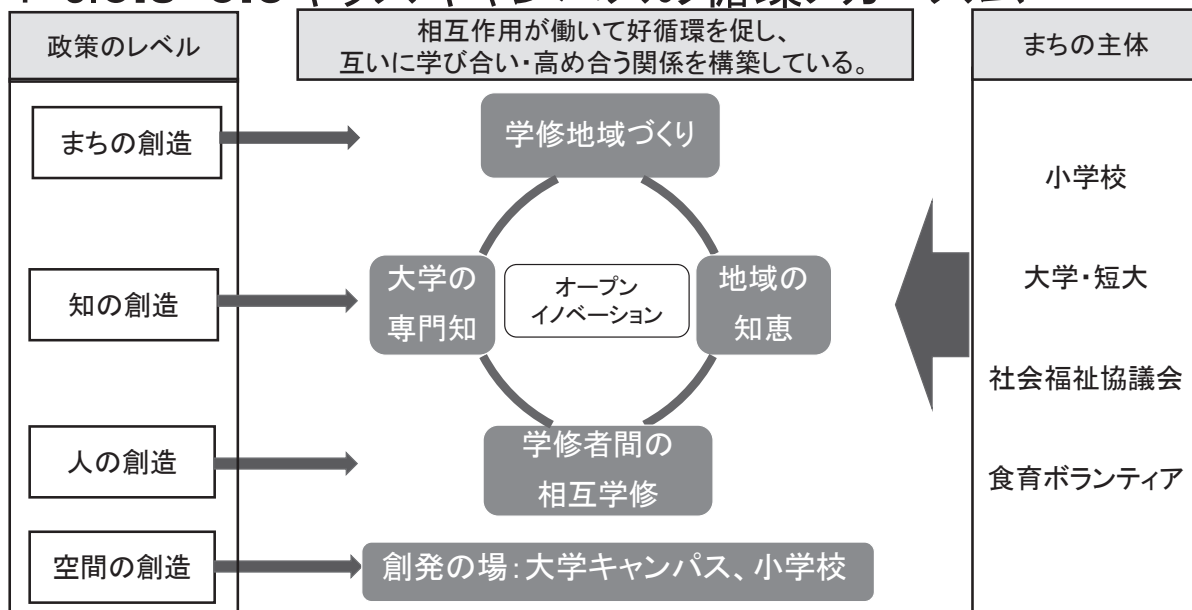 政策のレベル
相互作用が働いて好循環を促し、
互いに学び合い・高め合う関係を構築している。
まちの主体
まちの創造
学修地域づくり
小学校
知の創造
大学の
専門知
オープン
イノベーション
地域の
知恵
大学・短大
社会福祉協議会
人の創造
学修者間の
相互学修
食育ボランティア
空間の創造
創発の場：大学キャンパス、小学校